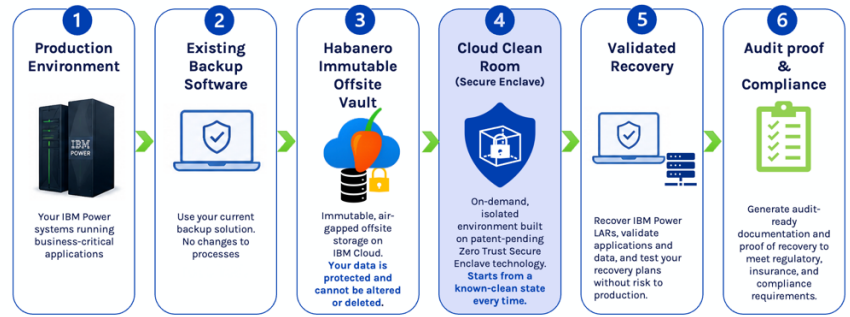 1
Production
Environment
IBM
POWER
Your IBM Power
systems running
business-critical
applications
2
Existing
Backup
Software
Use your current
backup solution.
No changes to
processes
3
Habanero
Immutable
Offsite
Vault
Immutable, air-
gapped offsite
storage on
IBM Cloud.
Your data is
protected and
cannot be altered
or deleted.
4
Cloud Clean
Room
(Secure Enclave)
On-demand,
isolated
environment built
on patent-pending
Zero Trust Secure
Enclave technology.
Starts from a
known-clean state
every time.
5
Validated
Recovery
Recover IBM Power
LARs, validate
applications and
data, and test your
recovery plans
without risk to
production.
6
Audit proof
&
Compliance
Generate audit-
ready
documentation and
proof of recovery to
meet regulatory,
insurance, and
compliance
requirements.